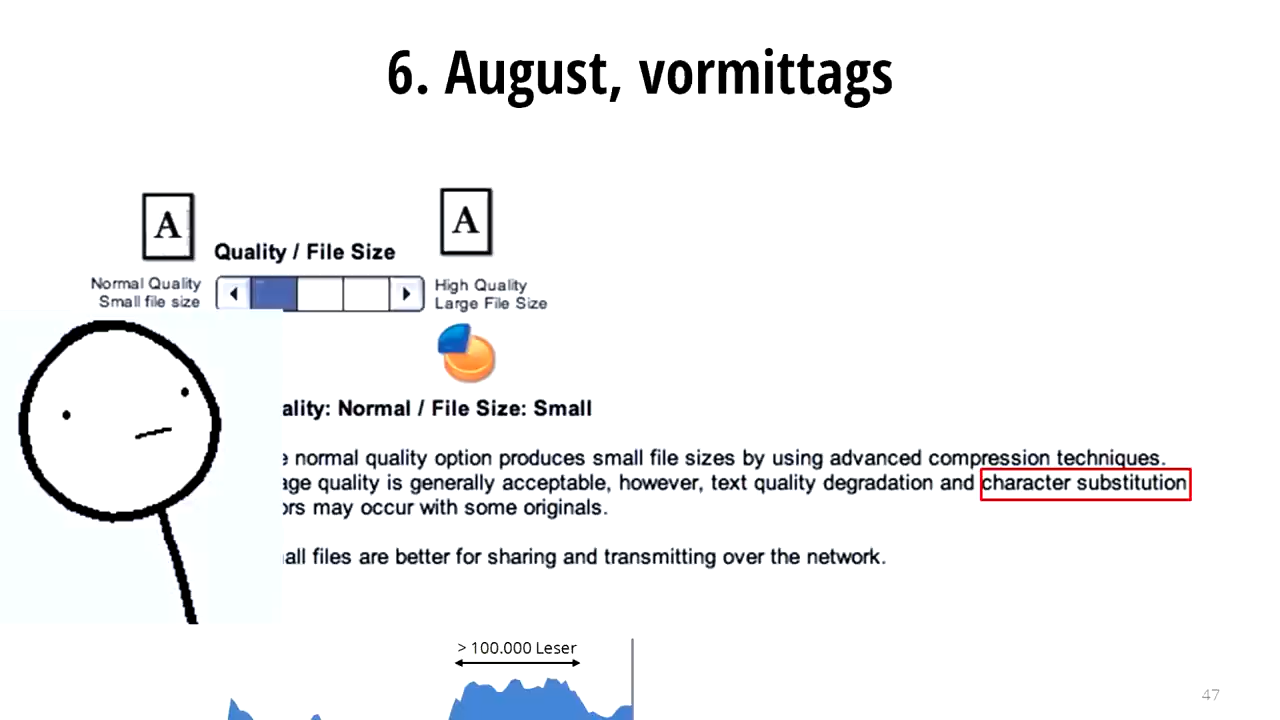 6. August, vormittags
A
A
Quality / File Size
Normal Quality
Small file size
High Quality
Large File Size
ality: Normal / File Size: Small
e normal quality option produces small file sizes by using advanced compression techniques.
age quality is generally acceptable, however, text quality degradation and character substitution
ors may occur with some originals.
all files are better for sharing and transmitting over the network.
> 100.000 Leser
47